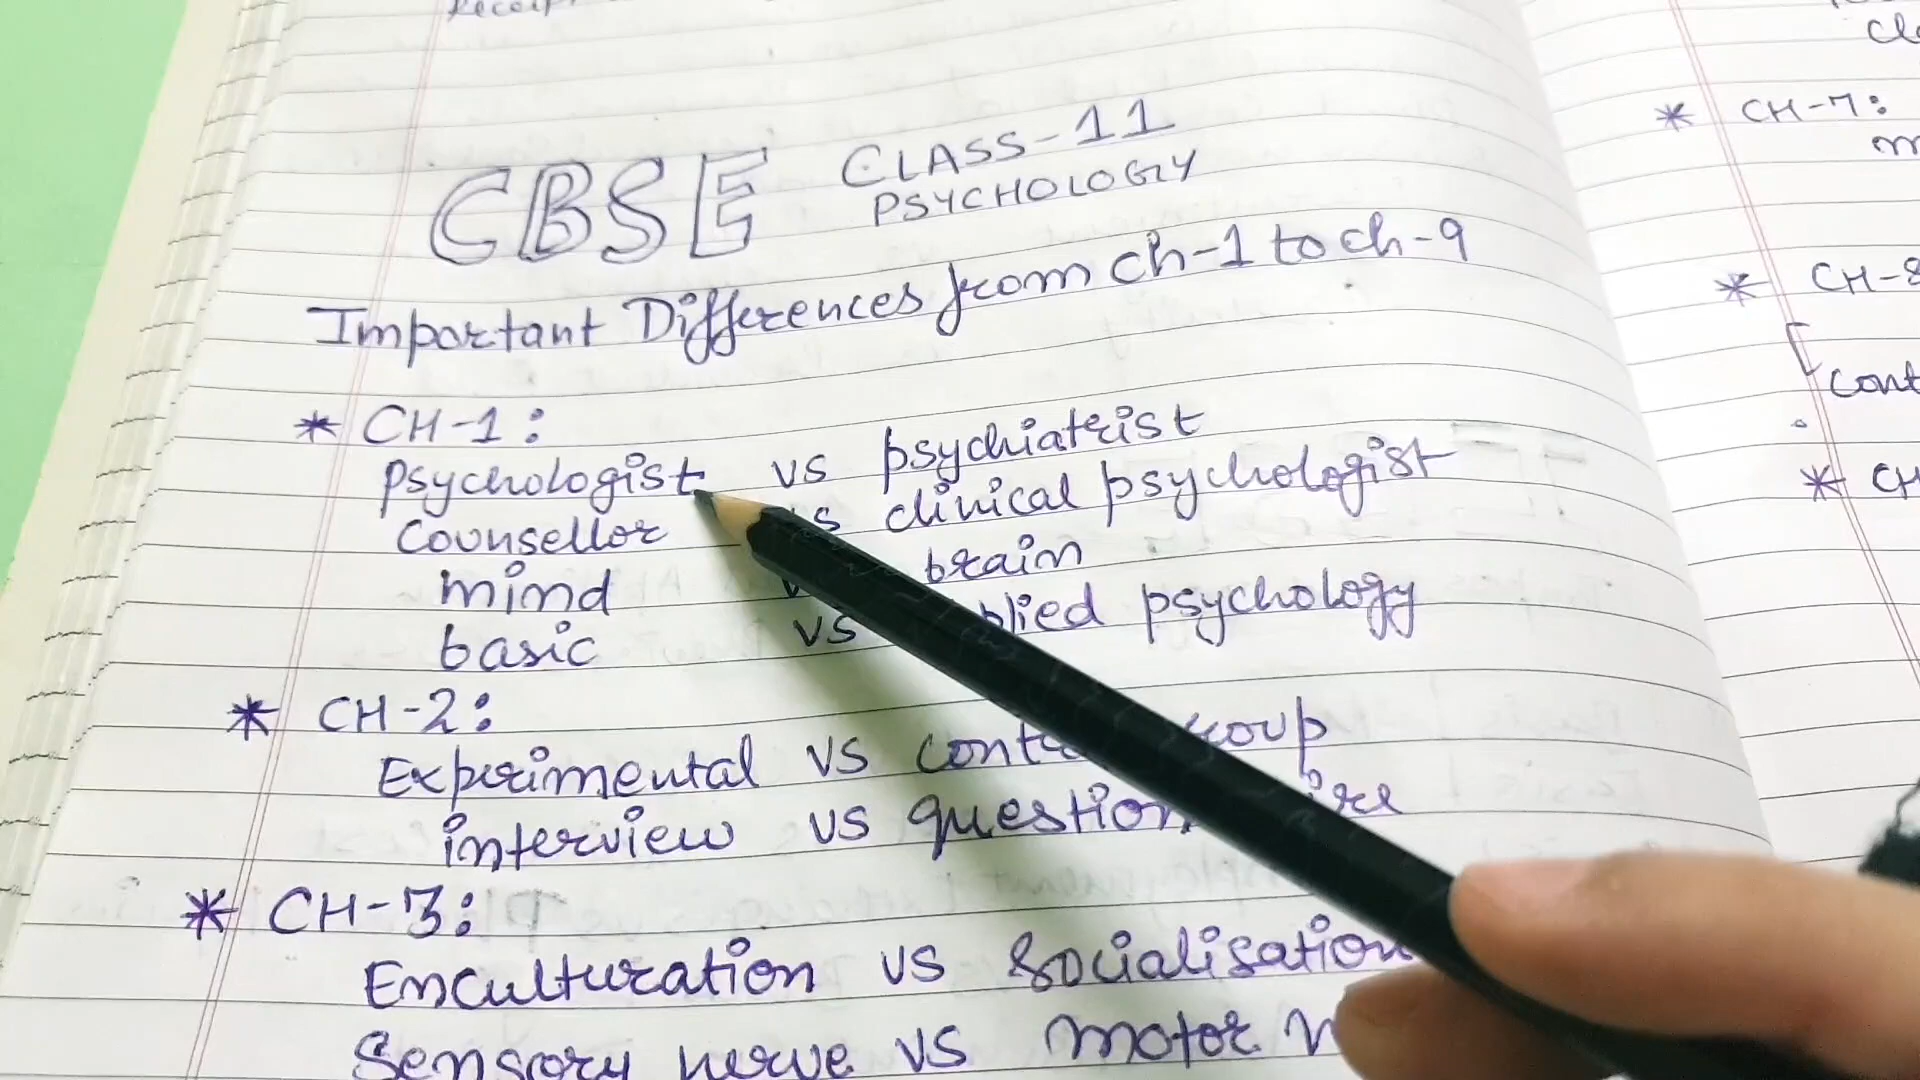 CBSE CLASS-11
PSYCHOLOGY
Important Differences from ch-1 to ch-9
* CH-1:
Psychologist vs psychiatrist
Counsellor vs clinical psychologist
mind brain
basic vs psychology
* CH-2:
Experimental vs
interview vs
* CH-3:
Enculturation vs Socialisation
Sensory nerve vs motor
* CH-7:
* CH-8